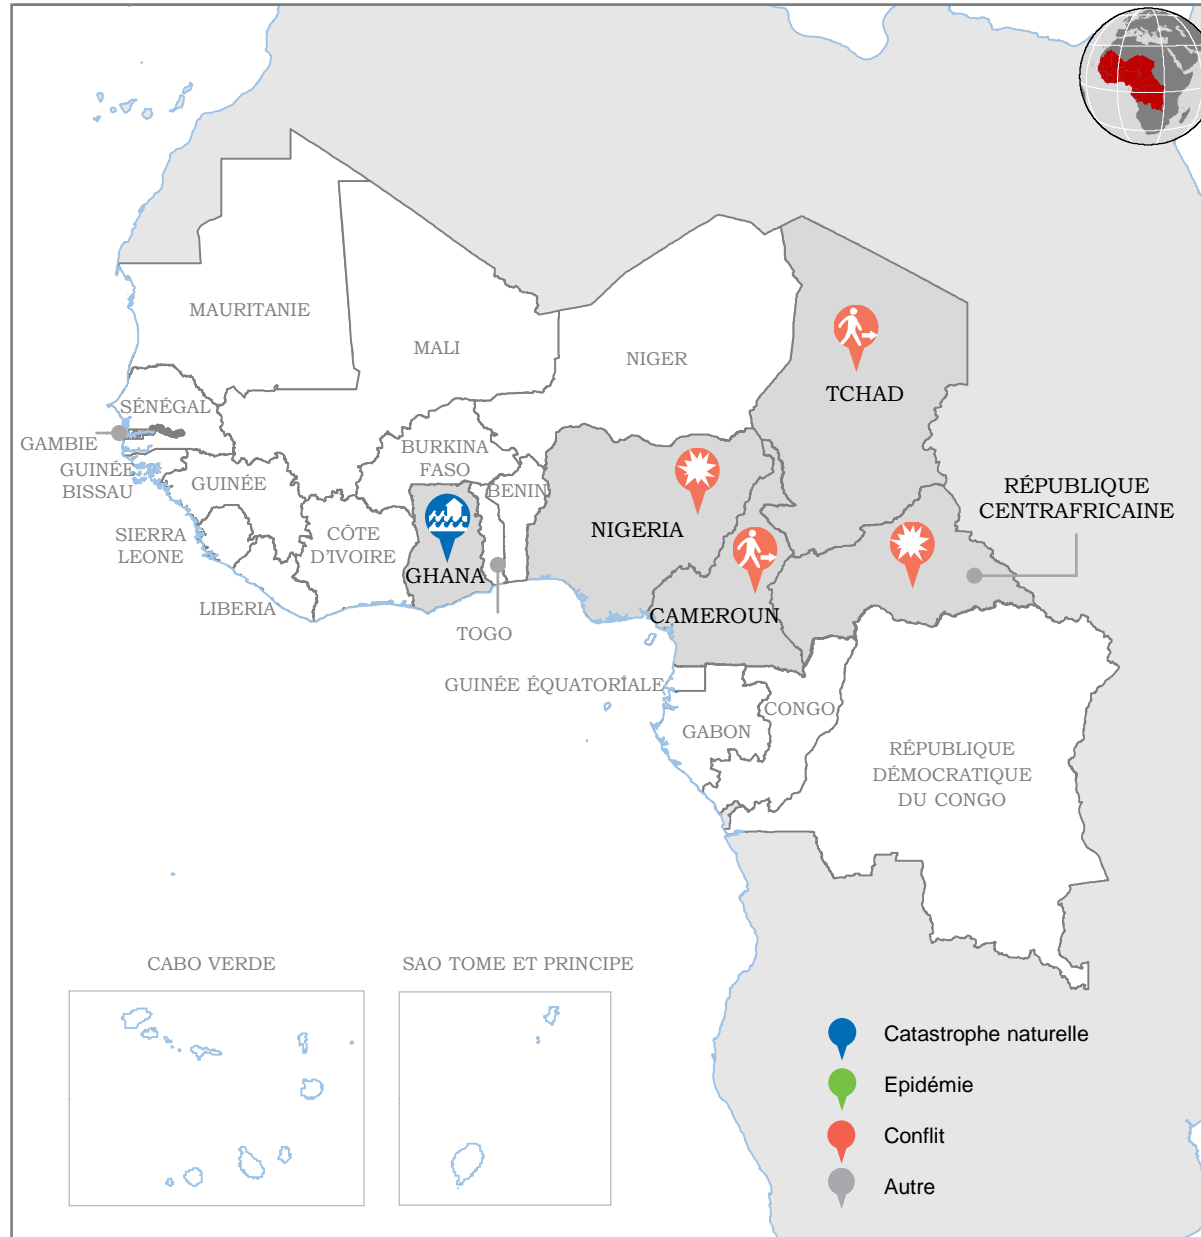 MAURITANIE
MALI
NIGER
TCHAD
SÉNÉGAL
GAMBIE
GUINÉE
BISSAU
GUINÉE
BURKINA
FASO
BENIN
RÉPUBLIQUE
CENTRAFRICAINE
SIERRA
LEONE
CÔTE
D'IVOIRE
NIGERIA
GHANA
LIBERIA
TOGO
CAMEROUN
GUINÉE ÉQUATORIALE
CONGO
GABON
RÉPUBLIQUE
DÉMOCRATIQUE
DU CONGO
CABO VERDE
SAO TOME ET PRINCIPE
Catastrophe naturelle
Epidémie
Conflit
Autre